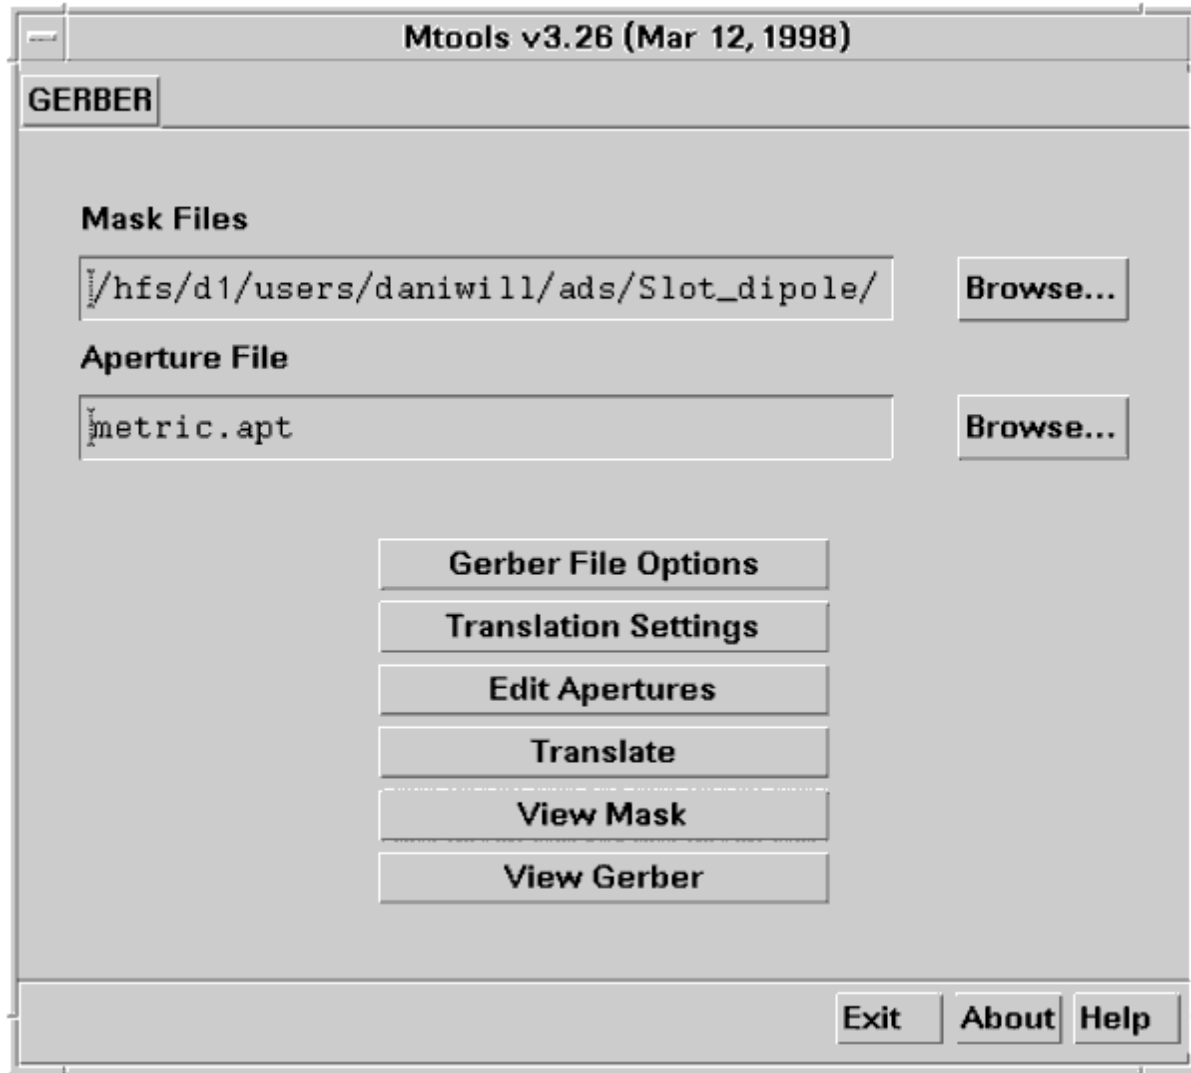 Mtools v3.26 (Mar 12, 1998)
GERBER
Mask Files
/hfs/d1/users/daniwill/ads/Slot_dipole/
Browse...
Aperture File
metric.apt
Browse...
Gerber File Options
Translation Settings
Edit Apertures
Translate
View Mask
View Gerber
Exit About Help